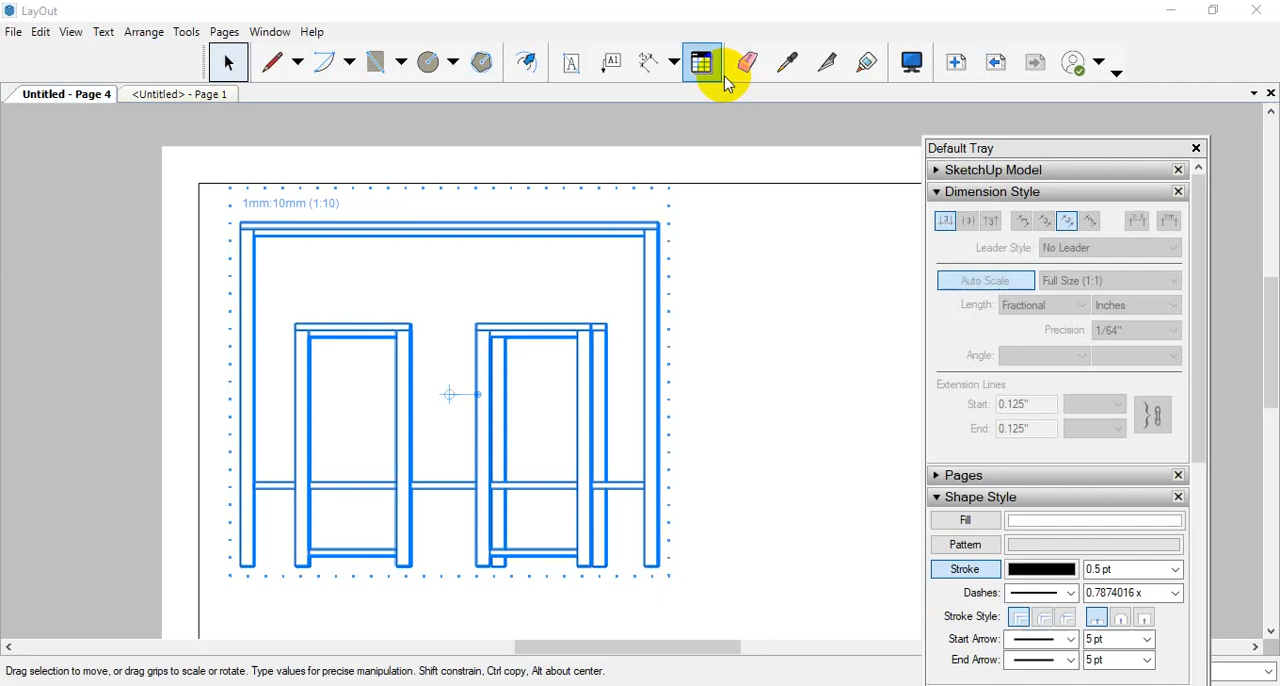 LayOut
File Edit View Text Arrange Tools Pages Window Help
A A1
Untitled - Page 4 <Untitled> - Page 1
Default Tray
SketchUp Model
1mm:10mm (1:10)
Dimension Style
Leader Style: No Leader
Auto Scale Full Size (1:1)
Length: Fractional Inches
Precision: 1/64"
Angle:
Extension Lines
Start: 0.125"
End: 0.125"
Pages
Shape Style
Fill
Pattern
Stroke 0.5 pt
Dashes: 0.7874016 x
Stroke Style:
Start Arrow: 5 pt
End Arrow: 5 pt
Drag selection to move, or drag grips to scale or rotate. Type values for precise manipulation. Shift constrain, Ctrl copy, Alt about center.